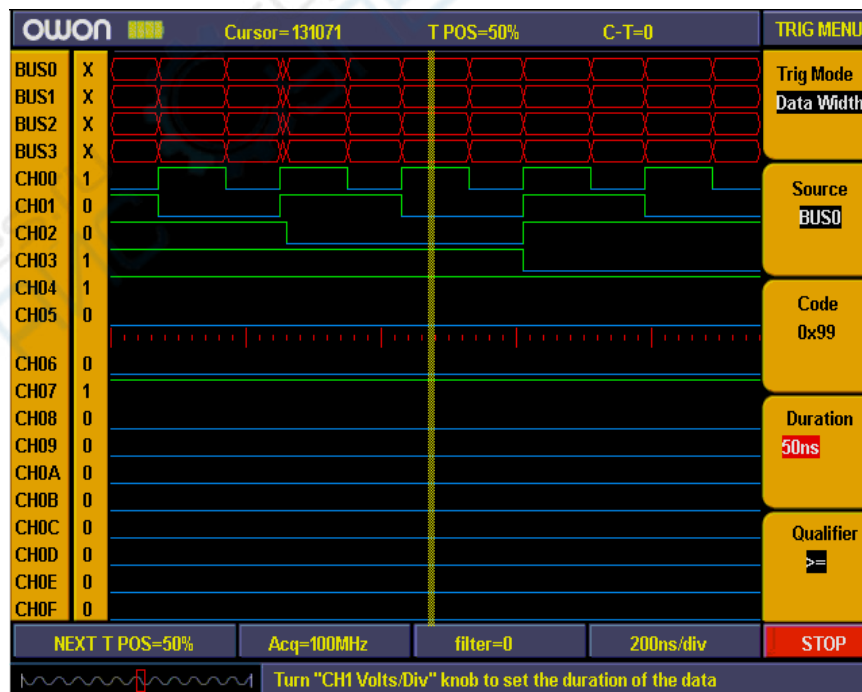 owon Cursor=131071 T POS=50% C-T=0 TRIG MENU
BUS0 X
BUS1 X
BUS2 X
BUS3 X
CH00 1
CH01 0
CH02 0
CH03 1
CH04 1
CH05 0
CH06 0
CH07 1
CH08 0
CH09 0
CH0A 0
CH0B 0
CH0C 0
CH0D 0
CH0E 0
CH0F 0
Trig Mode
Data Width
Source
BUS0
Code
0x99
Duration
50ns
Qualifier
>=
NEXT T POS=50% Acq=100MHz filter=0 200ns/div STOP
Turn "CH1 Volts/Div" knob to set the duration of the data